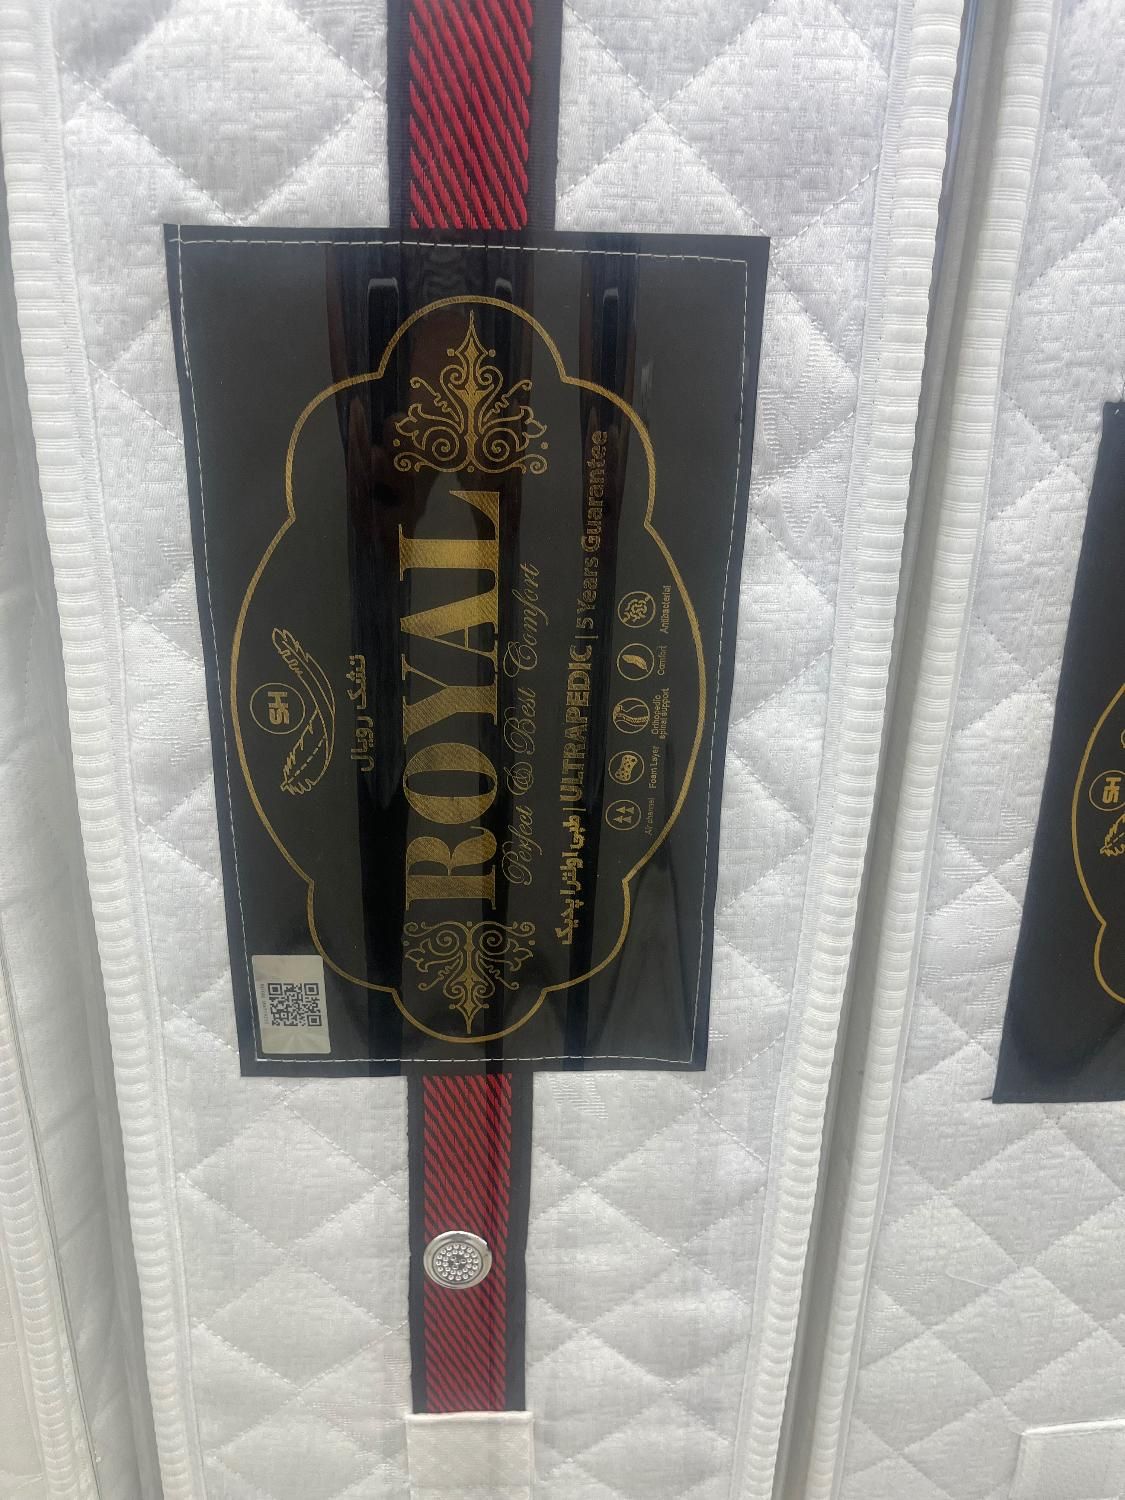 SH
تشک رویال
ROYAL
Perfect & Best Comfort
طبی اولترا پدیک | ULTRAPEDIC | 5 Years Guarantee
Air channel
Foam Layer
Orthopedic
spinal support
Comfort
Antibacterial
SH